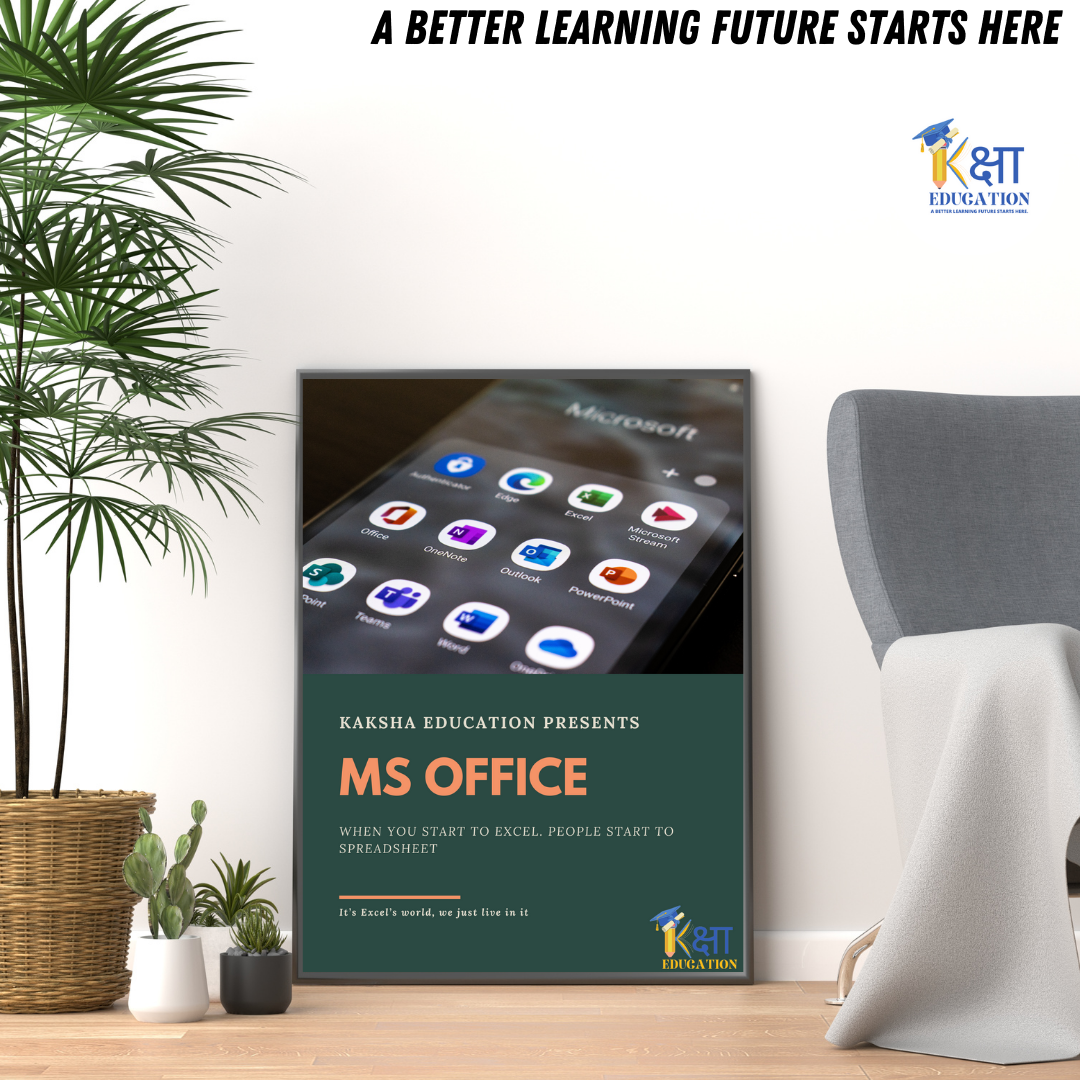 A BETTER LEARNING FUTURE STARTS HERE
Kक्षा
EDUCATION
A BETTER LEARNING FUTURE STARTS HERE.
Microsoft
Authenticator
Edge
Excel
Microsoft
Stream
Office
OneNote
Outlook
PowerPoint
Point
Teams
Word
KAKSHA EDUCATION PRESENTS
MS OFFICE
WHEN YOU START TO EXCEL. PEOPLE START TO
SPREADSHEET
It's Excel's world, we just live in it
Kक्षा
EDUCATION